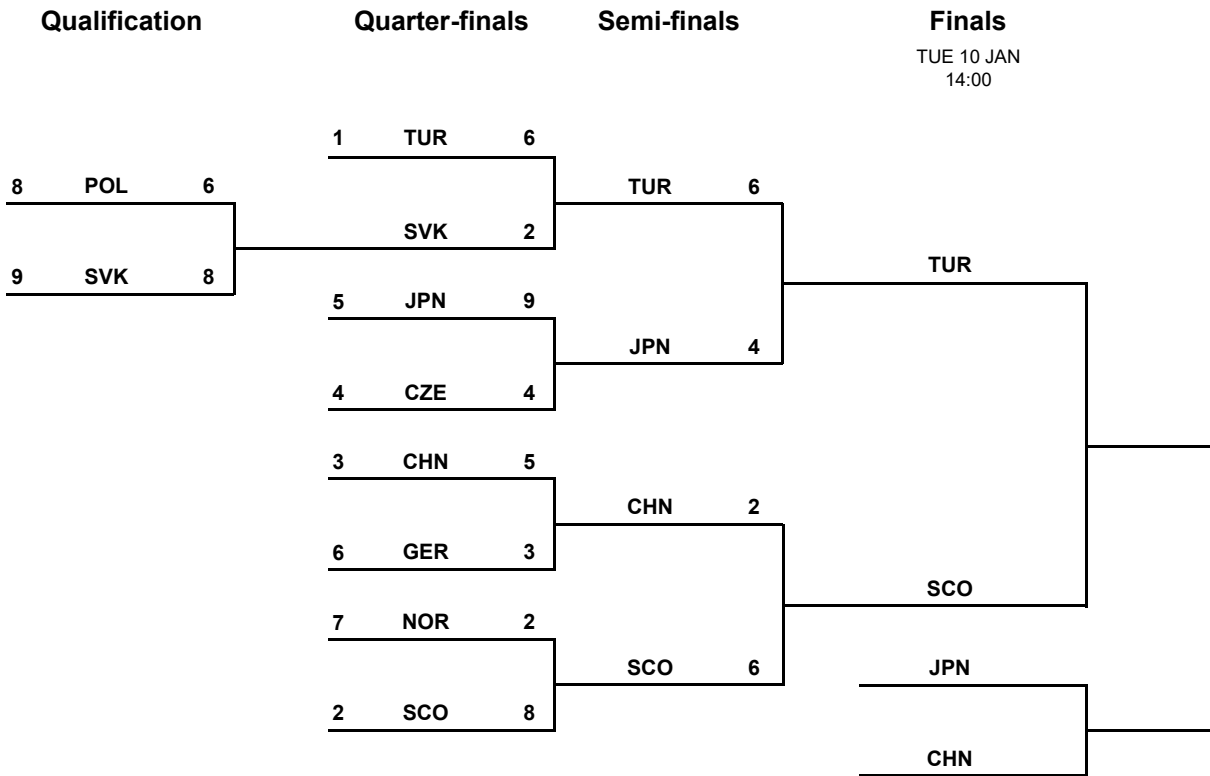 Qualification Quarter-finals Semi-finals Finals
TUE 10 JAN
14:00
1 TUR 6
8 POL 6 TUR 6
SVK 2
TUR
9 SVK 8
5 JPN 9
JPN 4
4 CZE 4
3 CHN 5
CHN 2
6 GER 3
SCO
7 NOR 2
SCO 6 JPN
2 SCO 8
CHN